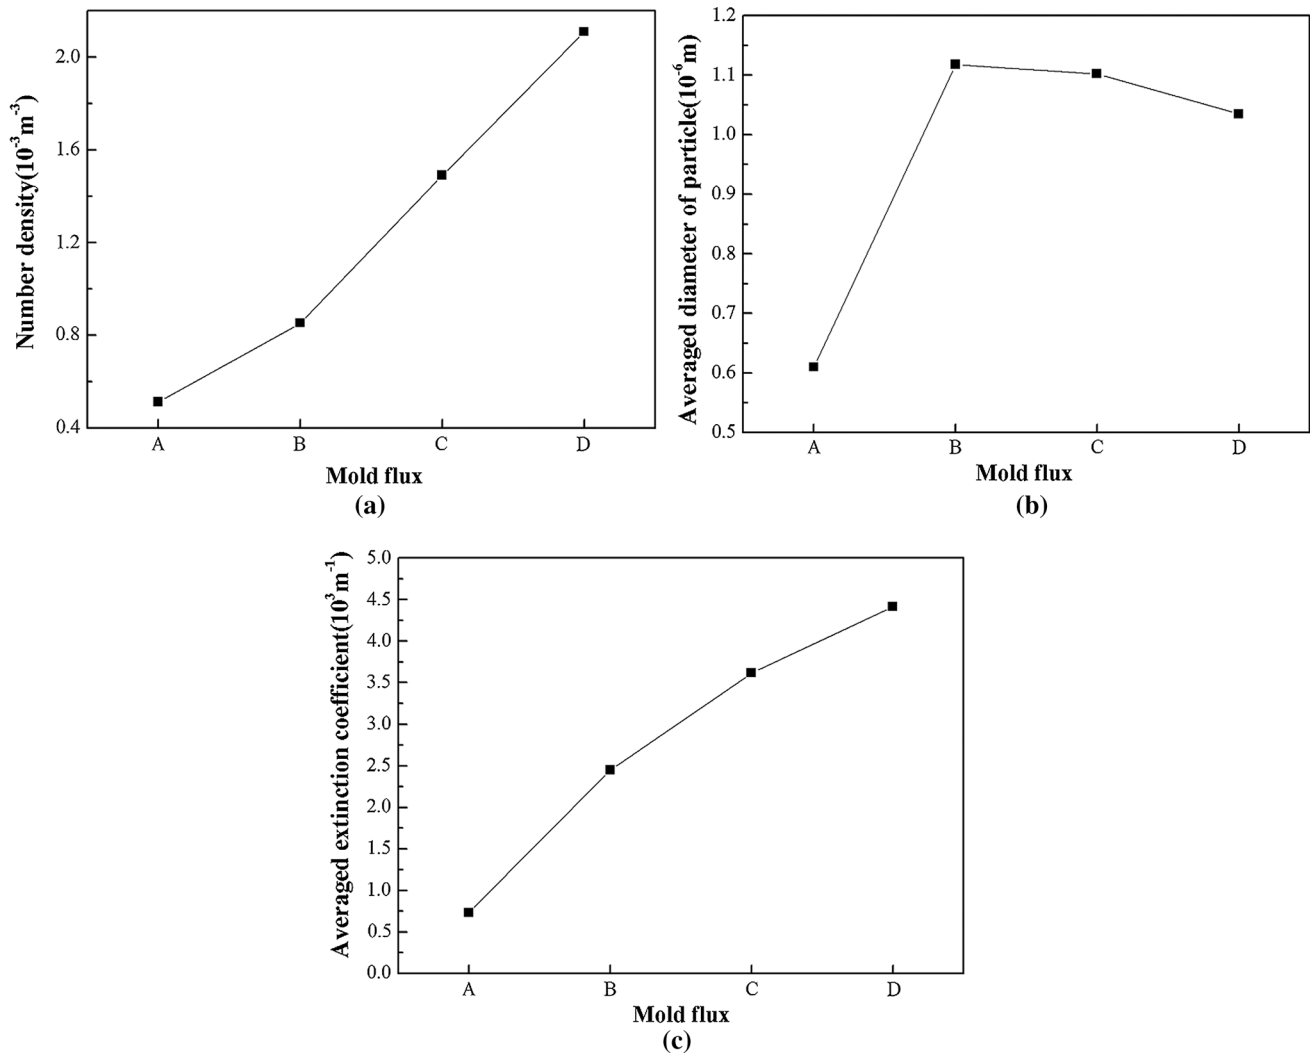 Number density(10⁻³m⁻³)
2.0
1.6
1.2
0.8
0.4
A B C D
Mold flux
(a)
Averaged diameter of particle(10⁻⁶m)
1.2
1.1
1.0
0.9
0.8
0.7
0.6
0.5
A B C D
Mold flux
(b)
Averaged extinction coefficient(10³m⁻¹)
5.0
4.5
4.0
3.5
3.0
2.5
2.0
1.5
1.0
0.5
0.0
A B C D
Mold flux
(c)